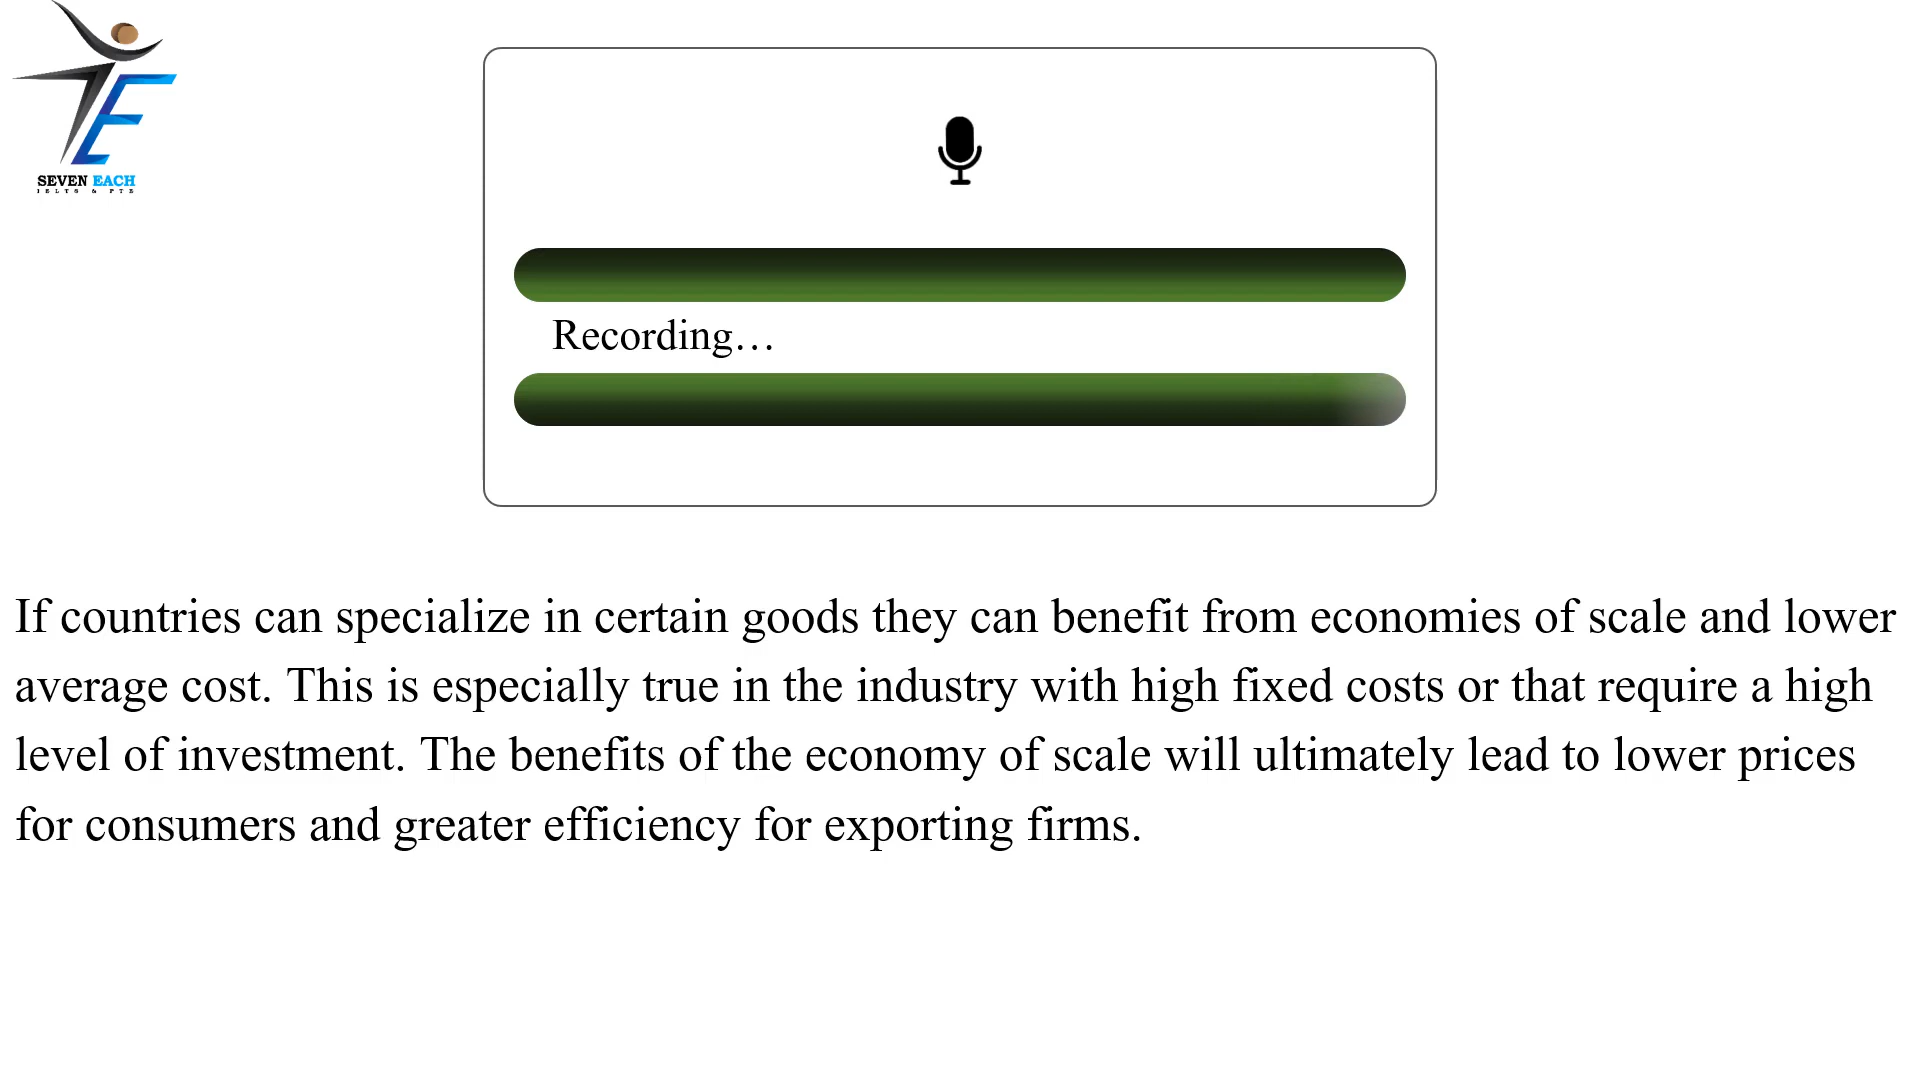 SEVEN EACH
IELTS & PTE
Recording…
If countries can specialize in certain goods they can benefit from economies of scale and lower
average cost. This is especially true in the industry with high fixed costs or that require a high
level of investment. The benefits of the economy of scale will ultimately lead to lower prices
for consumers and greater efficiency for exporting firms.